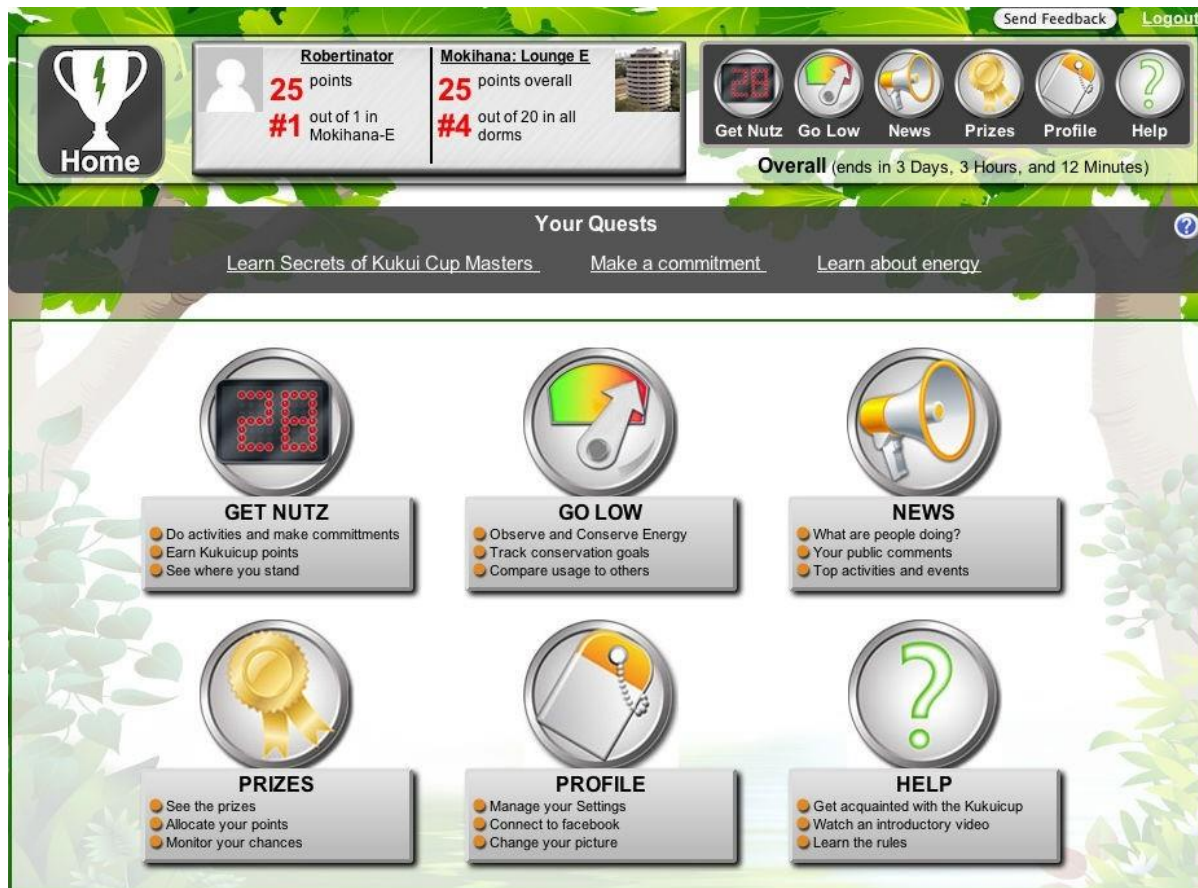 Send Feedback Logout
Home
Robertinator
25 points
#1 out of 1 in
Mokihana-E
Mokihana: Lounge E
25 points overall
#4 out of 20 in all
dorms
28
Get Nutz Go Low News Prizes Profile Help
Overall (ends in 3 Days, 3 Hours, and 12 Minutes)
Your Quests
?
Learn Secrets of Kukui Cup Masters Make a commitment Learn about energy
28
GET NUTZ
Do activities and make committments
Earn Kukuicup points
See where you stand
GO LOW
Observe and Conserve Energy
Track conservation goals
Compare usage to others
NEWS
What are people doing?
Your public comments
Top activities and events
PRIZES
See the prizes
Allocate your points
Monitor your chances
PROFILE
Manage your Settings
Connect to facebook
Change your picture
?
HELP
Get acquainted with the Kukuicup
Watch an introductory video
Learn the rules